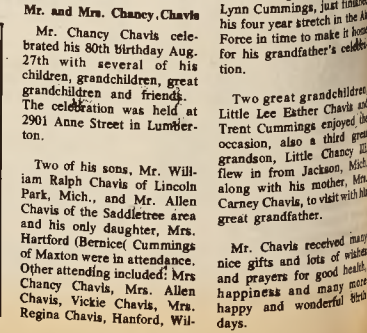 Mr. and Mrs. Chancy Chavis
Mr. Chancy Chavis cele-
brated his 80th Birthday Aug.
27th with several of his
children, grandchildren, great
grandchildren and friends.
The celebration was held at
2901 Anne Street in Lumber-
ton.
Two of his sons, Mr. Will-
iam Ralph Chavis of Lincoln
Park, Mich., and Mr. Allen
Chavis of the Saddletree area
and his only daughter, Mrs.
Hartford (Bernice( Cummings
of Maxton were in attendance.
Other attending included: Mrs
Chancy Chavis, Mrs. Allen
Chavis, Vickie Chavis, Mrs.
Regina Chavis, Hanford, Wil-
Lynn Cummings, just finished
his four year stretch in the Air
Force in time to make it home
for his grandfather's celebra-
tion.
Two great grandchildren,
Little Lee Esther Chavis and
Trent Cummings enjoyed the
occasion, also a third great
grandson, Little Chancy III
flew in from Jackson, Mich.
along with his mother, Mrs.
Carney Chavis, to visit with his
great grandfather.
Mr. Chavis received many
nice gifts and lots of wishes
and prayers for good health,
happiness and many more
happy and wonderful Birth
days.